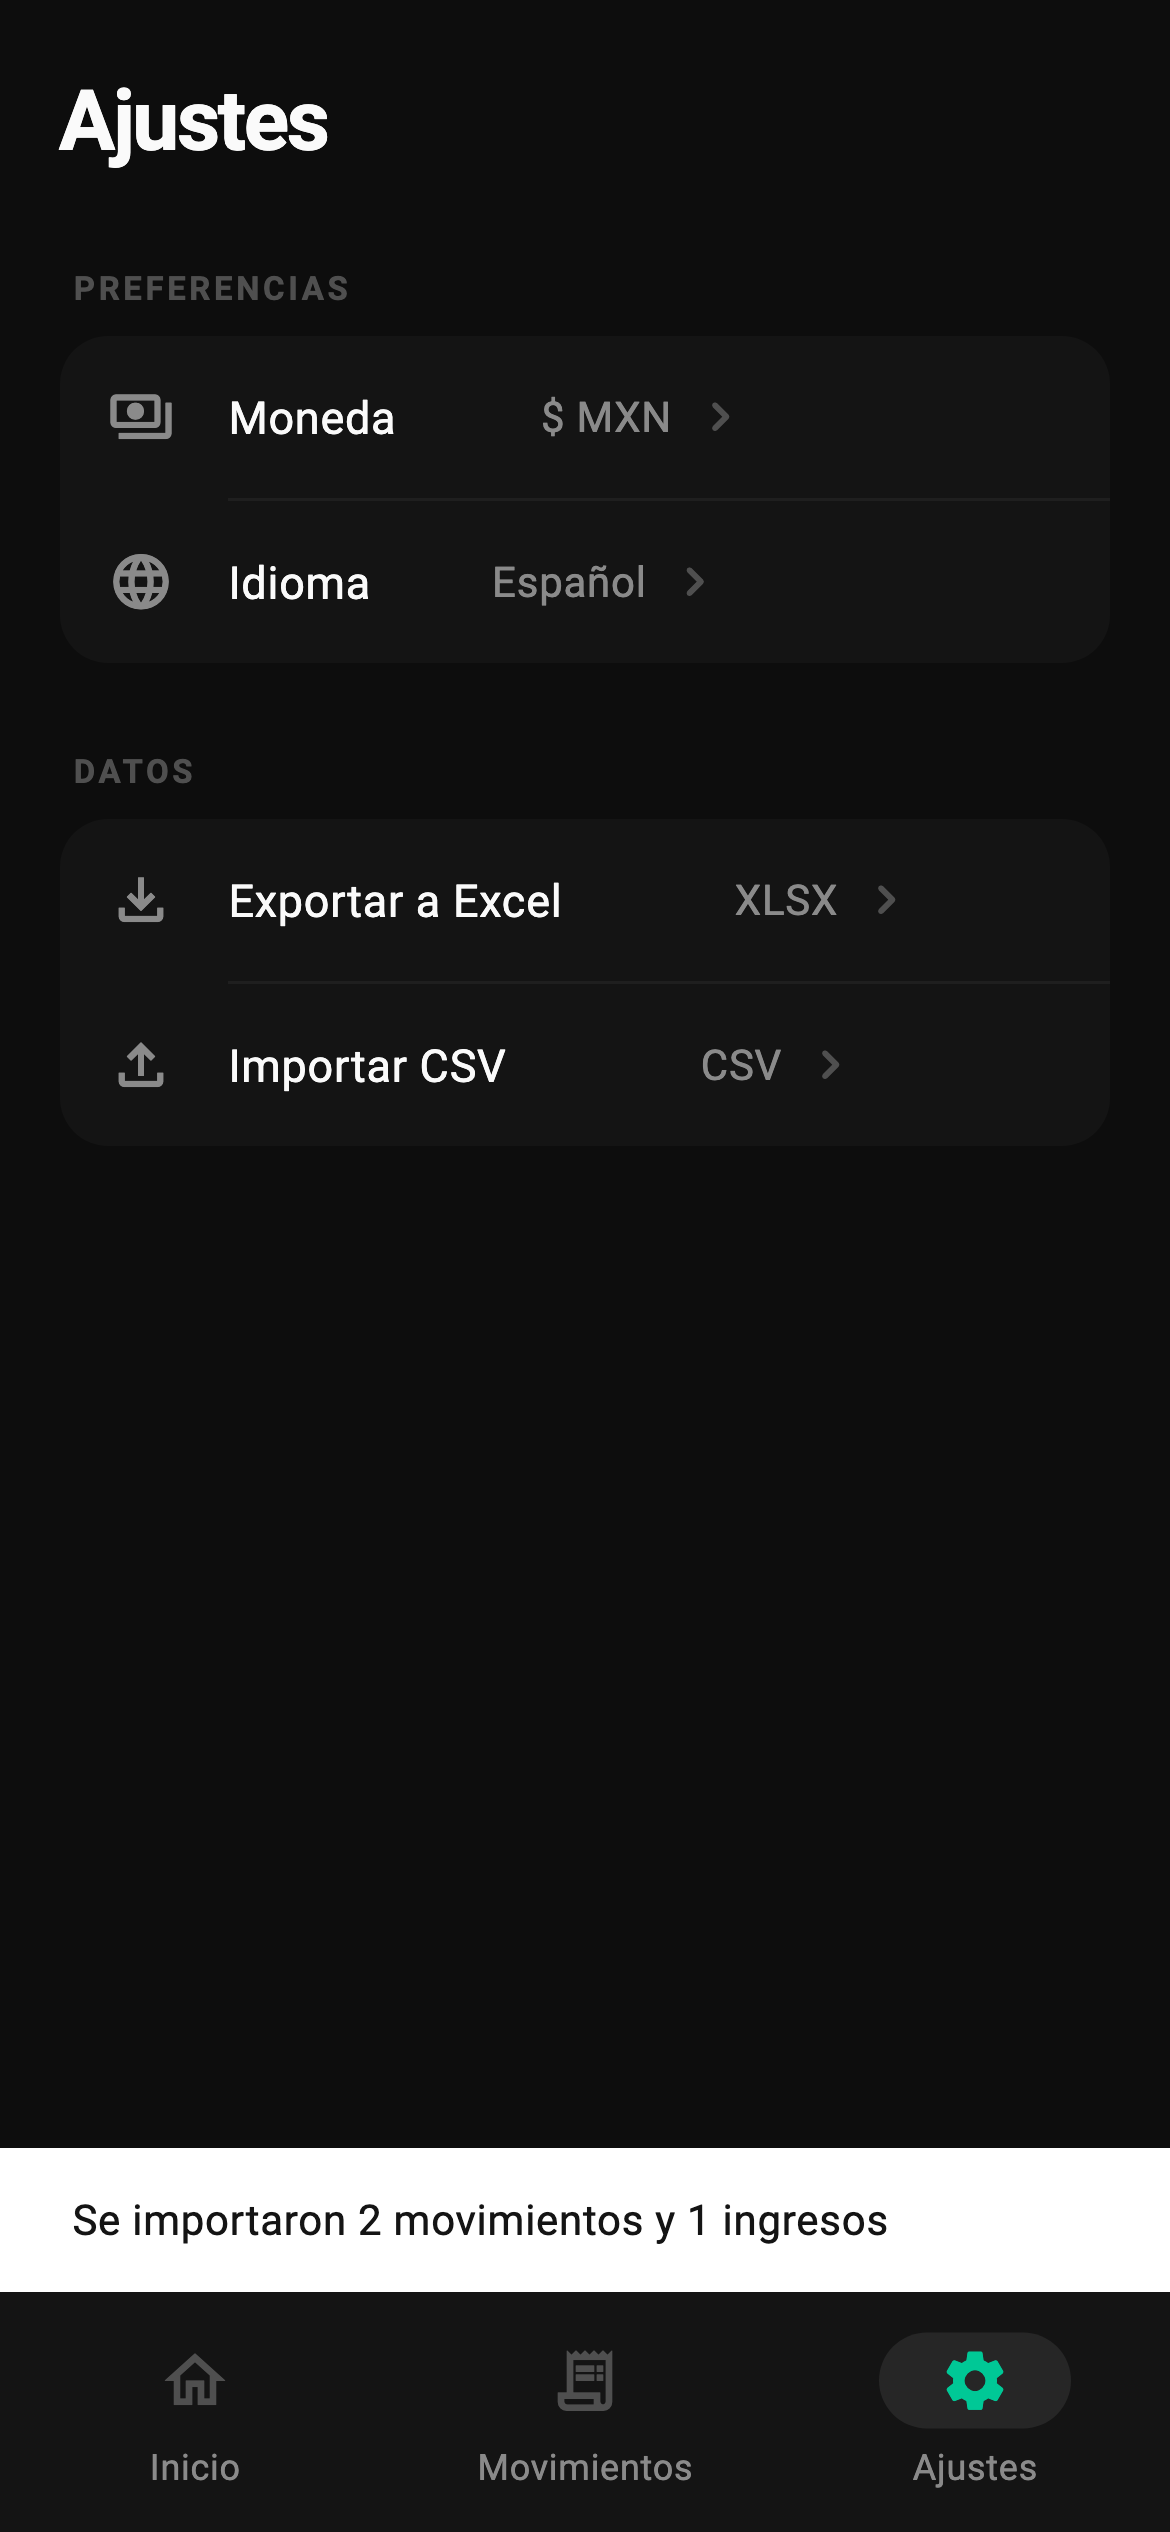 Ajustes
PREFERENCIAS
Moneda $ MXN
Idioma Español
DATOS
Exportar a Excel XLSX
Importar CSV CSV
Se importaron 2 movimientos y 1 ingresos
Inicio Movimientos Ajustes